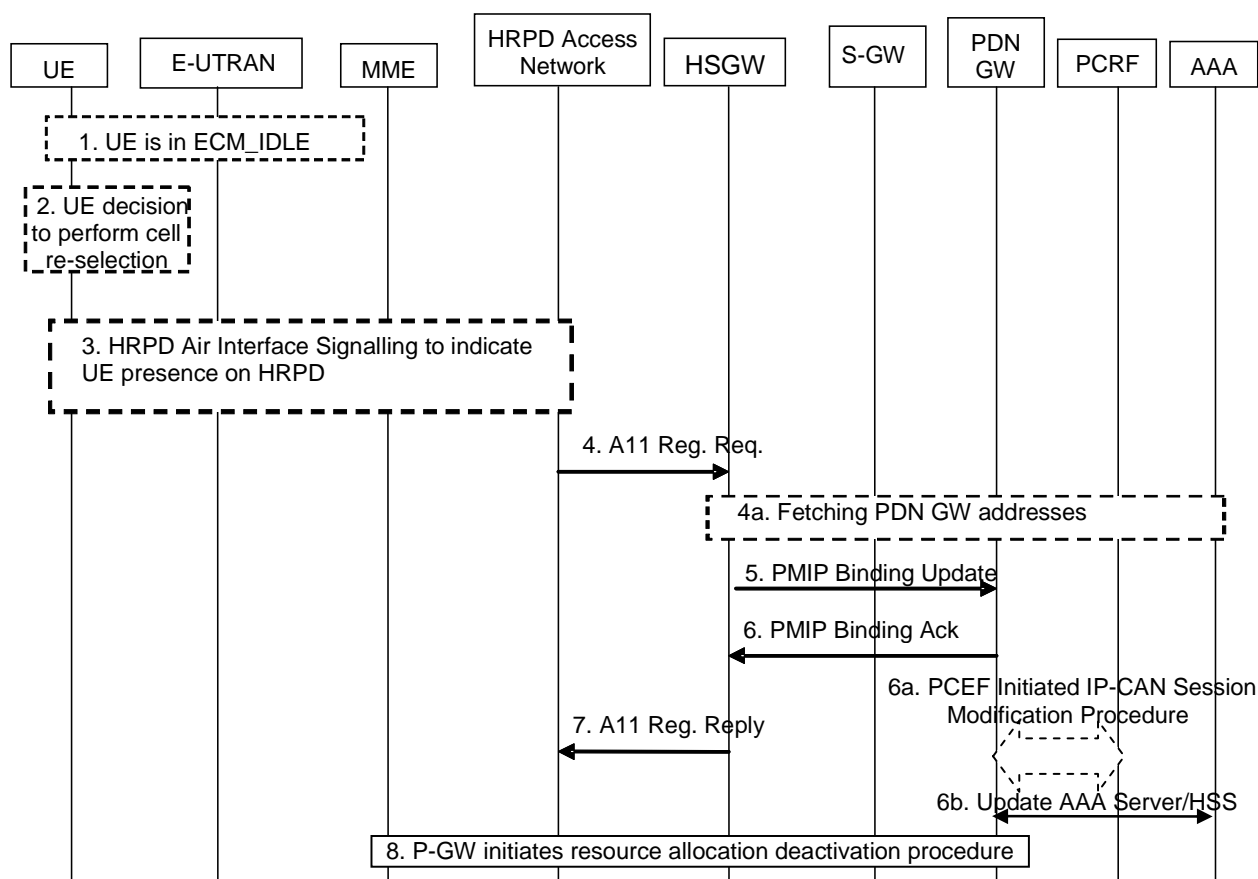 UE
E-UTRAN
MME
HRPD Access
Network
HSGW
S-GW
PDN
GW
PCRF
AAA
1. UE is in ECM_IDLE
2. UE decision
to perform cell
re-selection
3. HRPD Air Interface Signalling to indicate
UE presence on HRPD
4. A11 Reg. Req.
4a. Fetching PDN GW addresses
5. PMIP Binding Update
6. PMIP Binding Ack
6a. PCEF Initiated IP-CAN Session
Modification Procedure
7. A11 Reg. Reply
6b. Update AAA Server/HSS
8. P-GW initiates resource allocation deactivation procedure